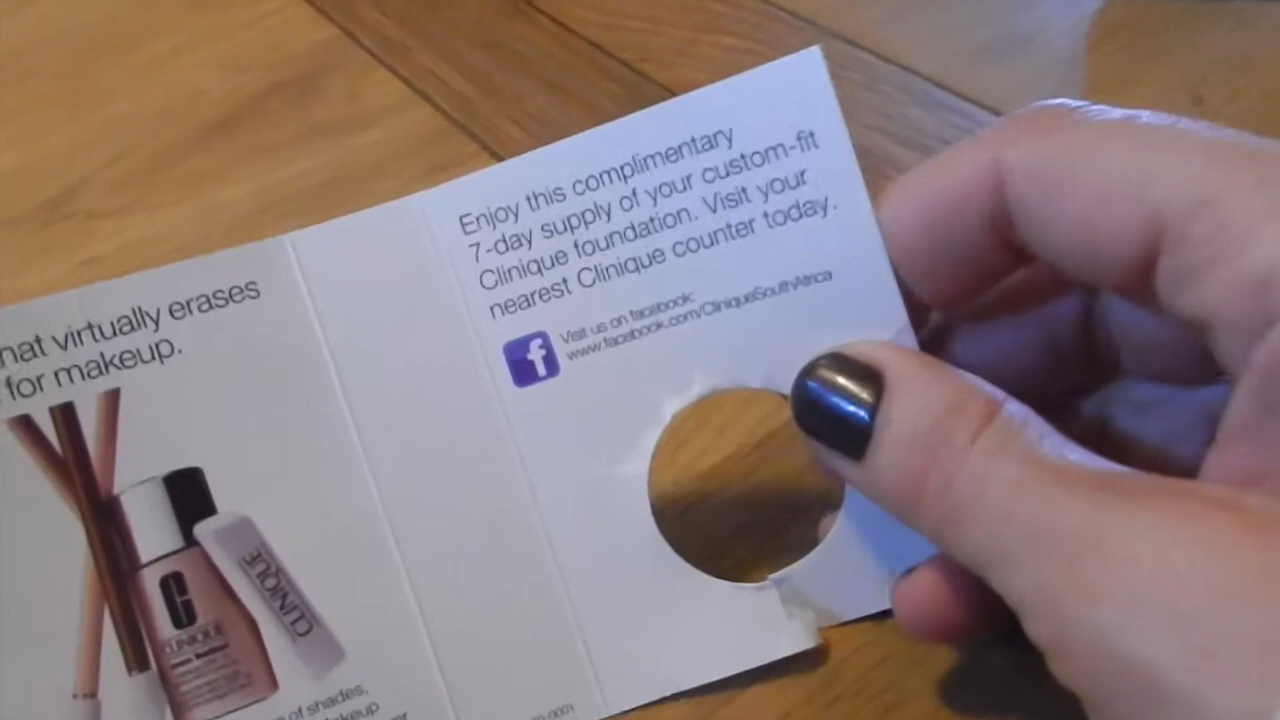 Enjoy this complimentary
7-day supply of your custom-fit
Clinique foundation. Visit your
nearest Clinique counter today.
Visit us on facebook:
www.facebook.com/CliniqueSouthAfrica
f
virtually erases
for makeup.
C
CLINIQUE
CLINIQUE
of shades,